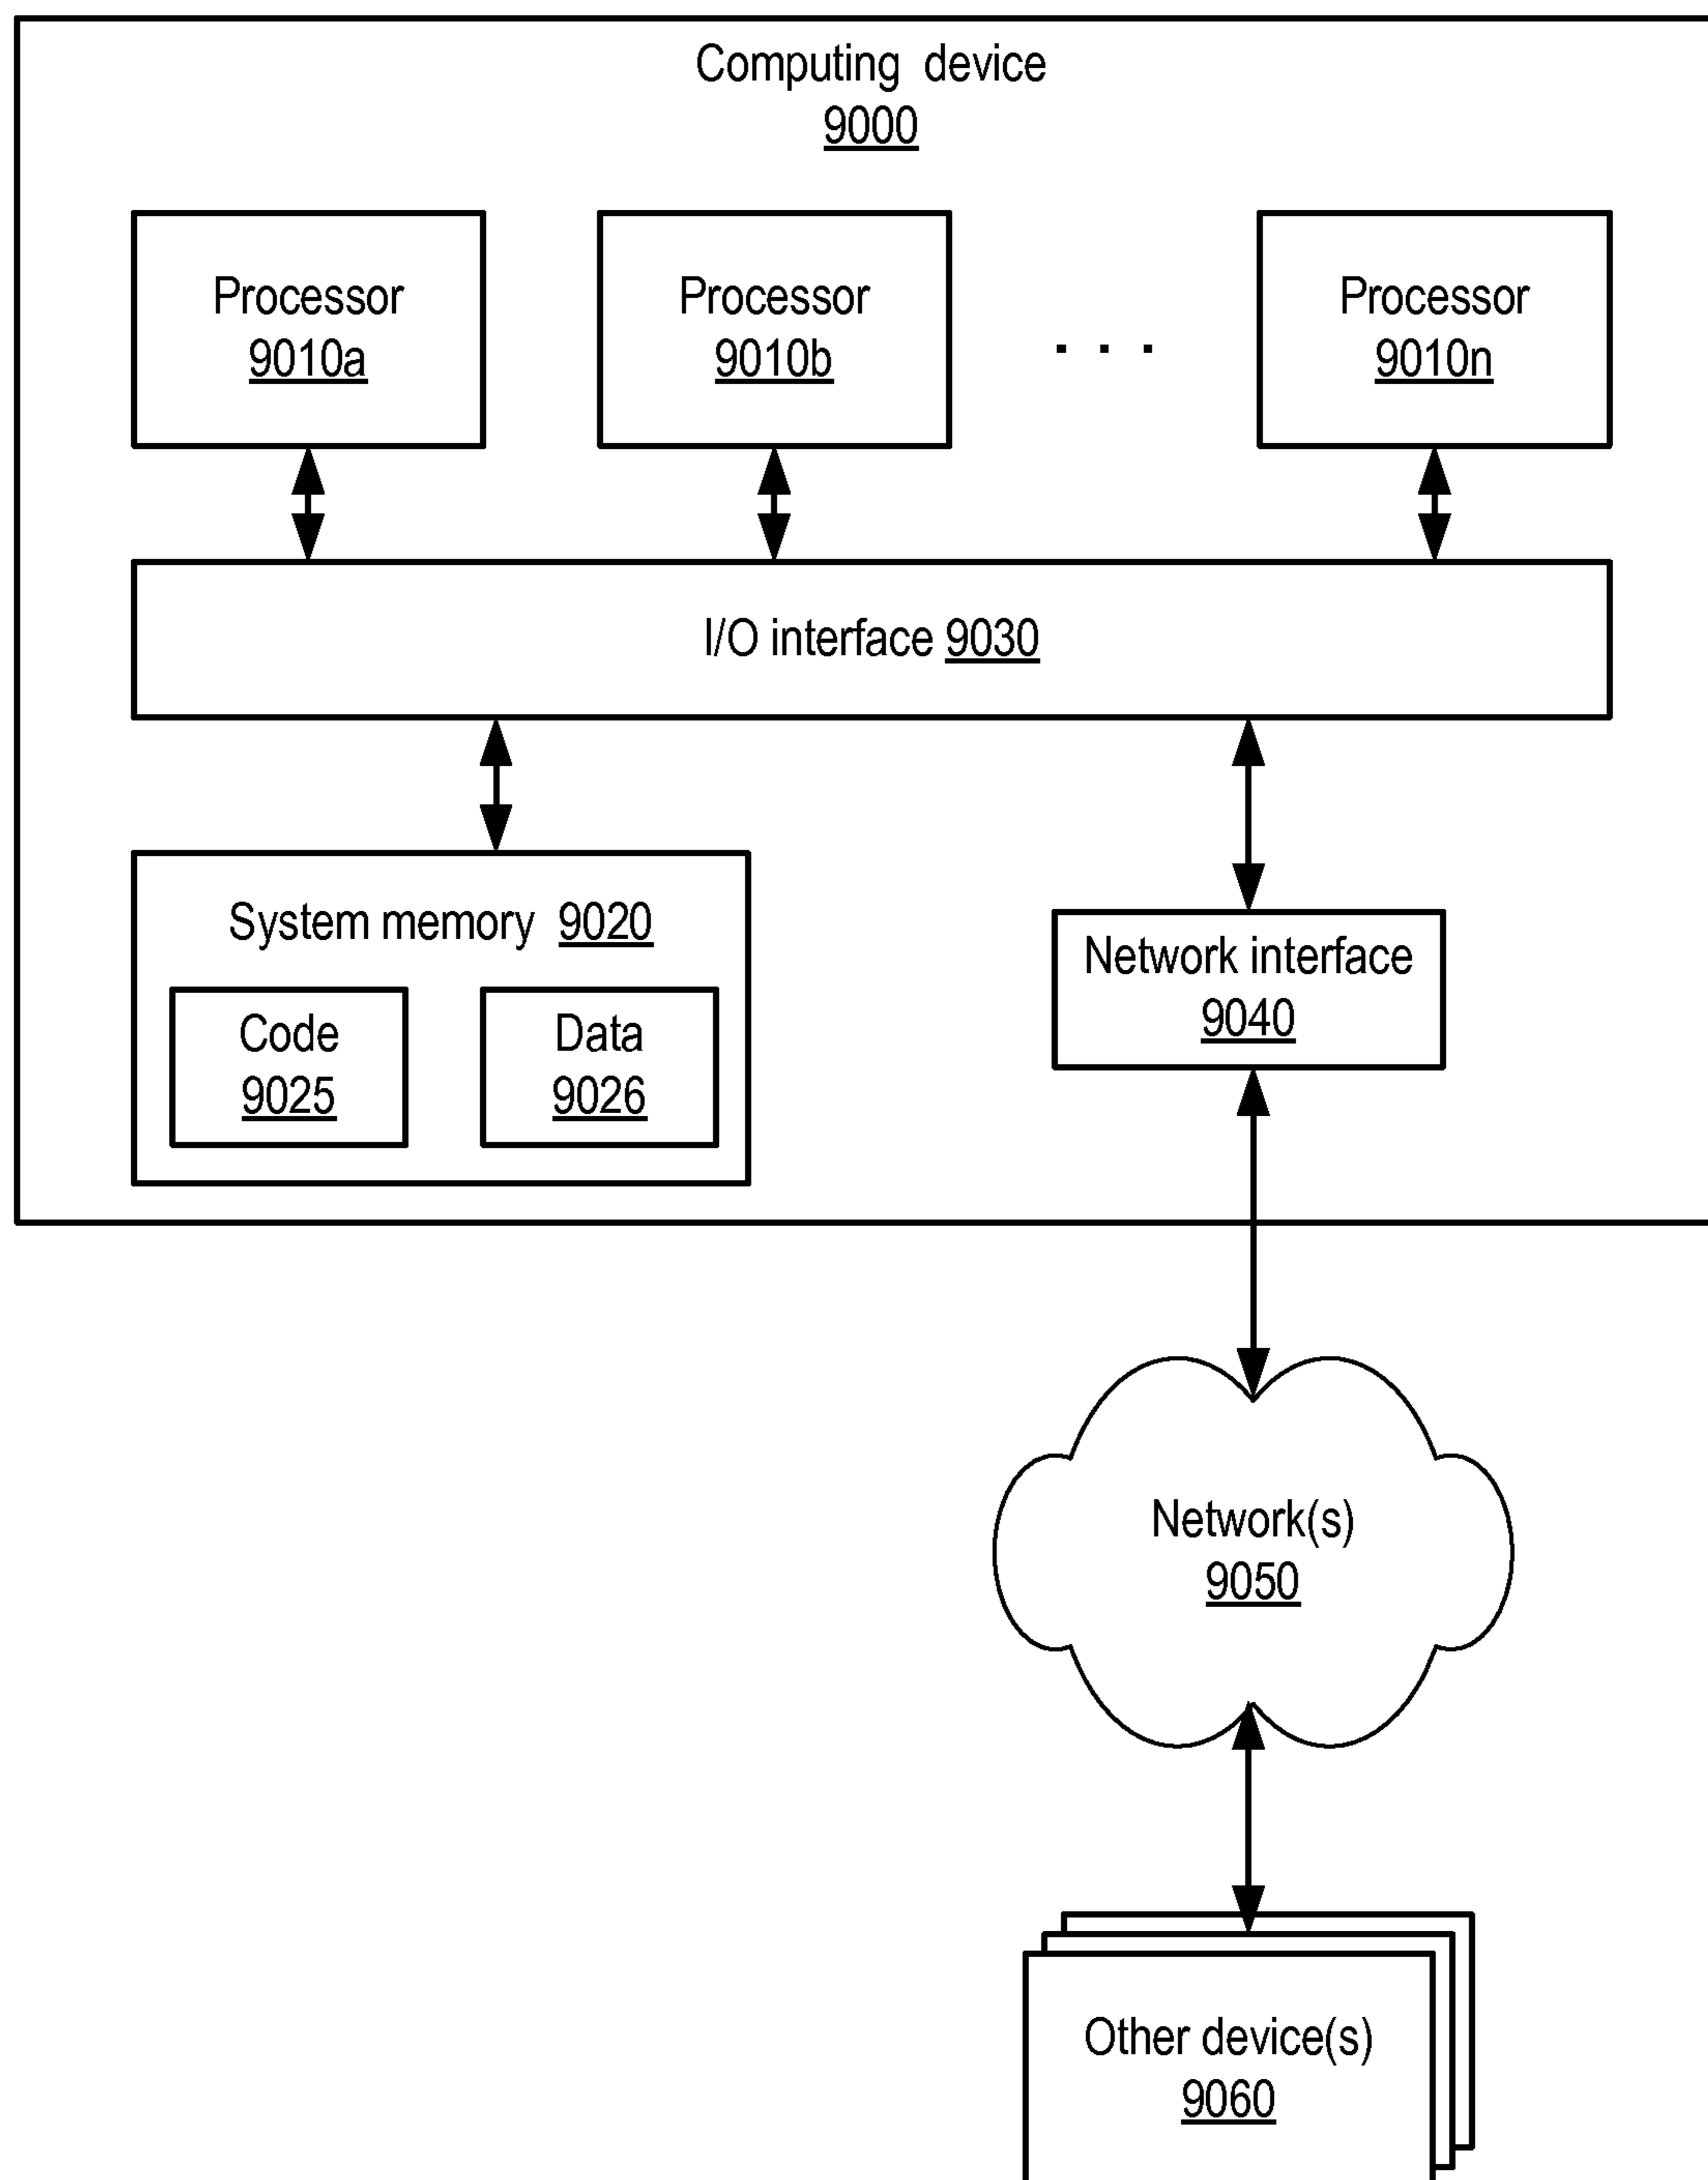 Computing device
9000
Processor
9010a
Processor
9010b
. . .
Processor
9010n
I/O interface 9030
System memory 9020
Code
9025
Data
9026
Network interface
9040
Network(s)
9050
Other device(s)
9060